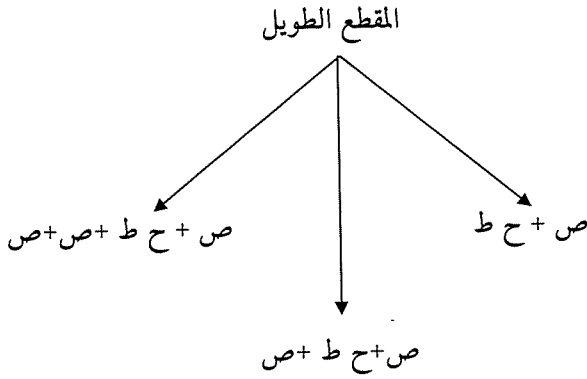 المقطع الطويل
ص + ح ط
ص + ح ط +ص+ص
ص+ح ط +ص